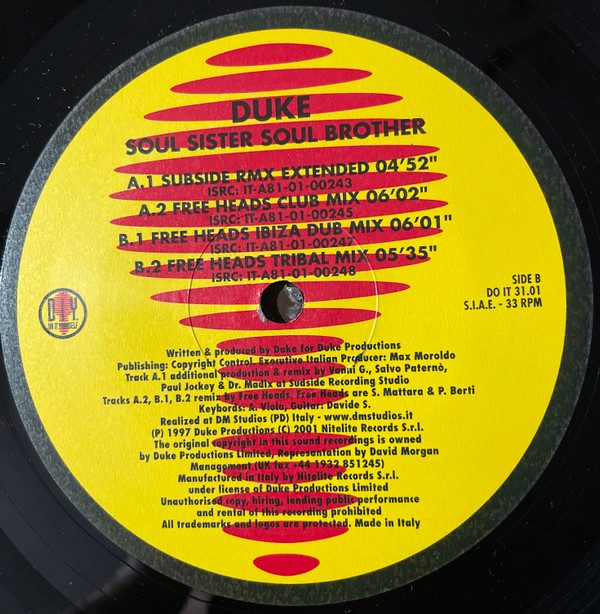 DUKE
SOUL SISTER SOUL BROTHER
A.1 SUBSIDE RMX EXTENDED 04'52"
ISRC: IT-A81-01-00243
A.2 FREE HEADS CLUB MIX 06'02"
ISRC: IT-A81-01-00245
B.1 FREE HEADS IBIZA DUB MIX 06'01"
ISRC: IT-A81-01-00247
B.2 FREE HEADS TRIBAL MIX 05'35"
ISRC: IT-A81-01-00248
D.I.Y.
DO IT YOURSELF
SIDE B
DO IT 31.01
S.I.A.E. - 33 RPM
Written & produced by Duke for Duke Productions
Publishing: Copyright Control. Executive Italian Producer: Max Moroldo
Track A.1 additional production & remix by Vanni G., Salvo Paternò,
Paul Jockey & Dr. Madix at Sudside Recording Studio
Tracks A.2, B.1, B.2 remix by Free Heads. Free Heads are S. Mattara & P. Berti
Keybords: A. Viola, Guitar: Davide S.
Realized at DM Studios (PD) Italy - www.dmstudios.it
(P) 1997 Duke Productions (C) 2001 Nitelite Records S.r.l.
The original copyright in this sound recordings is owned
by Duke Productions Limited, Representation by David Morgan
Management (UK fax +44 1932 851245)
Manufactured in Italy by Nitelite Records S.r.l.
under license of Duke Productions Limited
Unauthorised copy, hiring, lending public performance
and rental of this recording prohibited
All trademarks and logos are protected. Made in Italy